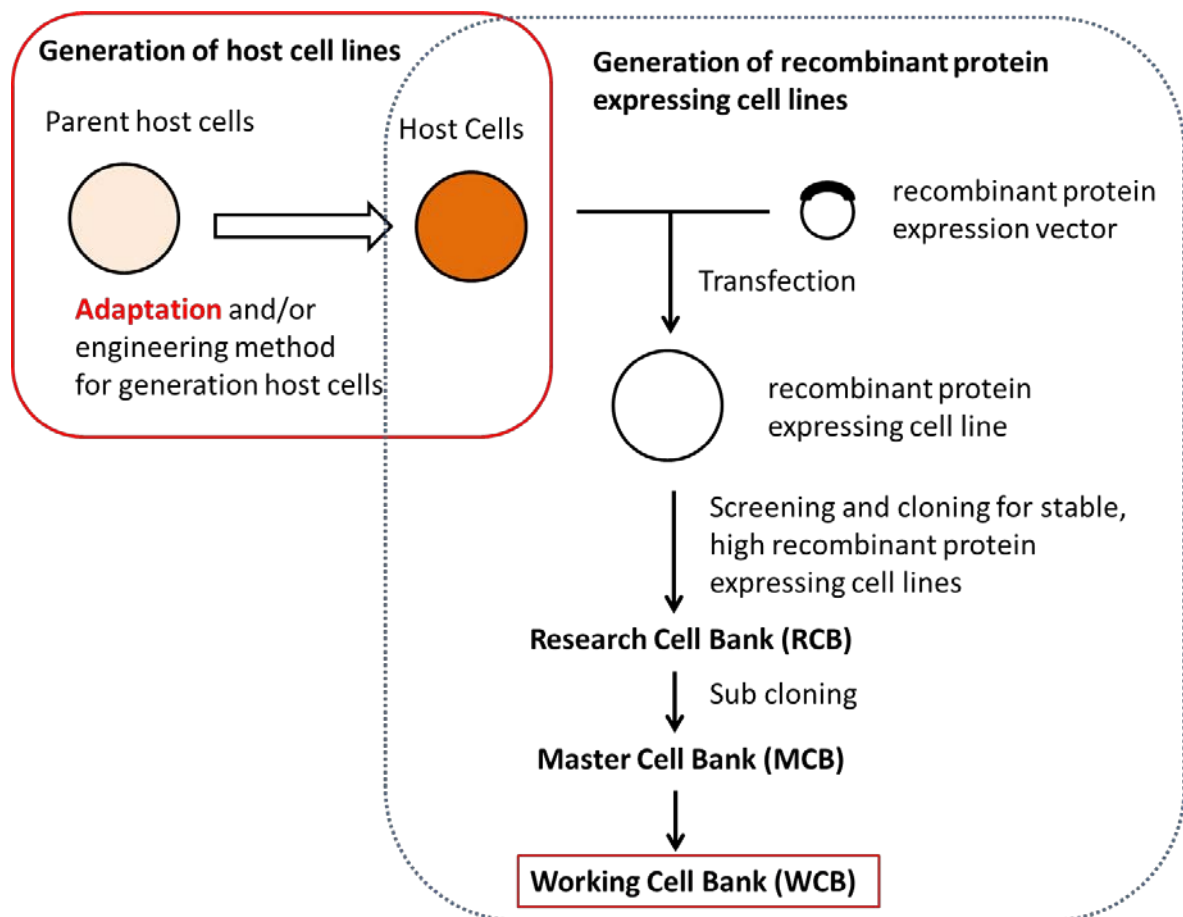 Generation of host cell lines
Parent host cells
Adaptation and/or
engineering method
for generation host cells
Host Cells
Generation of recombinant protein
expressing cell lines
recombinant protein
expression vector
Transfection
recombinant protein
expressing cell line
Screening and cloning for stable,
high recombinant protein
expressing cell lines
Research Cell Bank (RCB)
Sub cloning
Master Cell Bank (MCB)
Working Cell Bank (WCB)